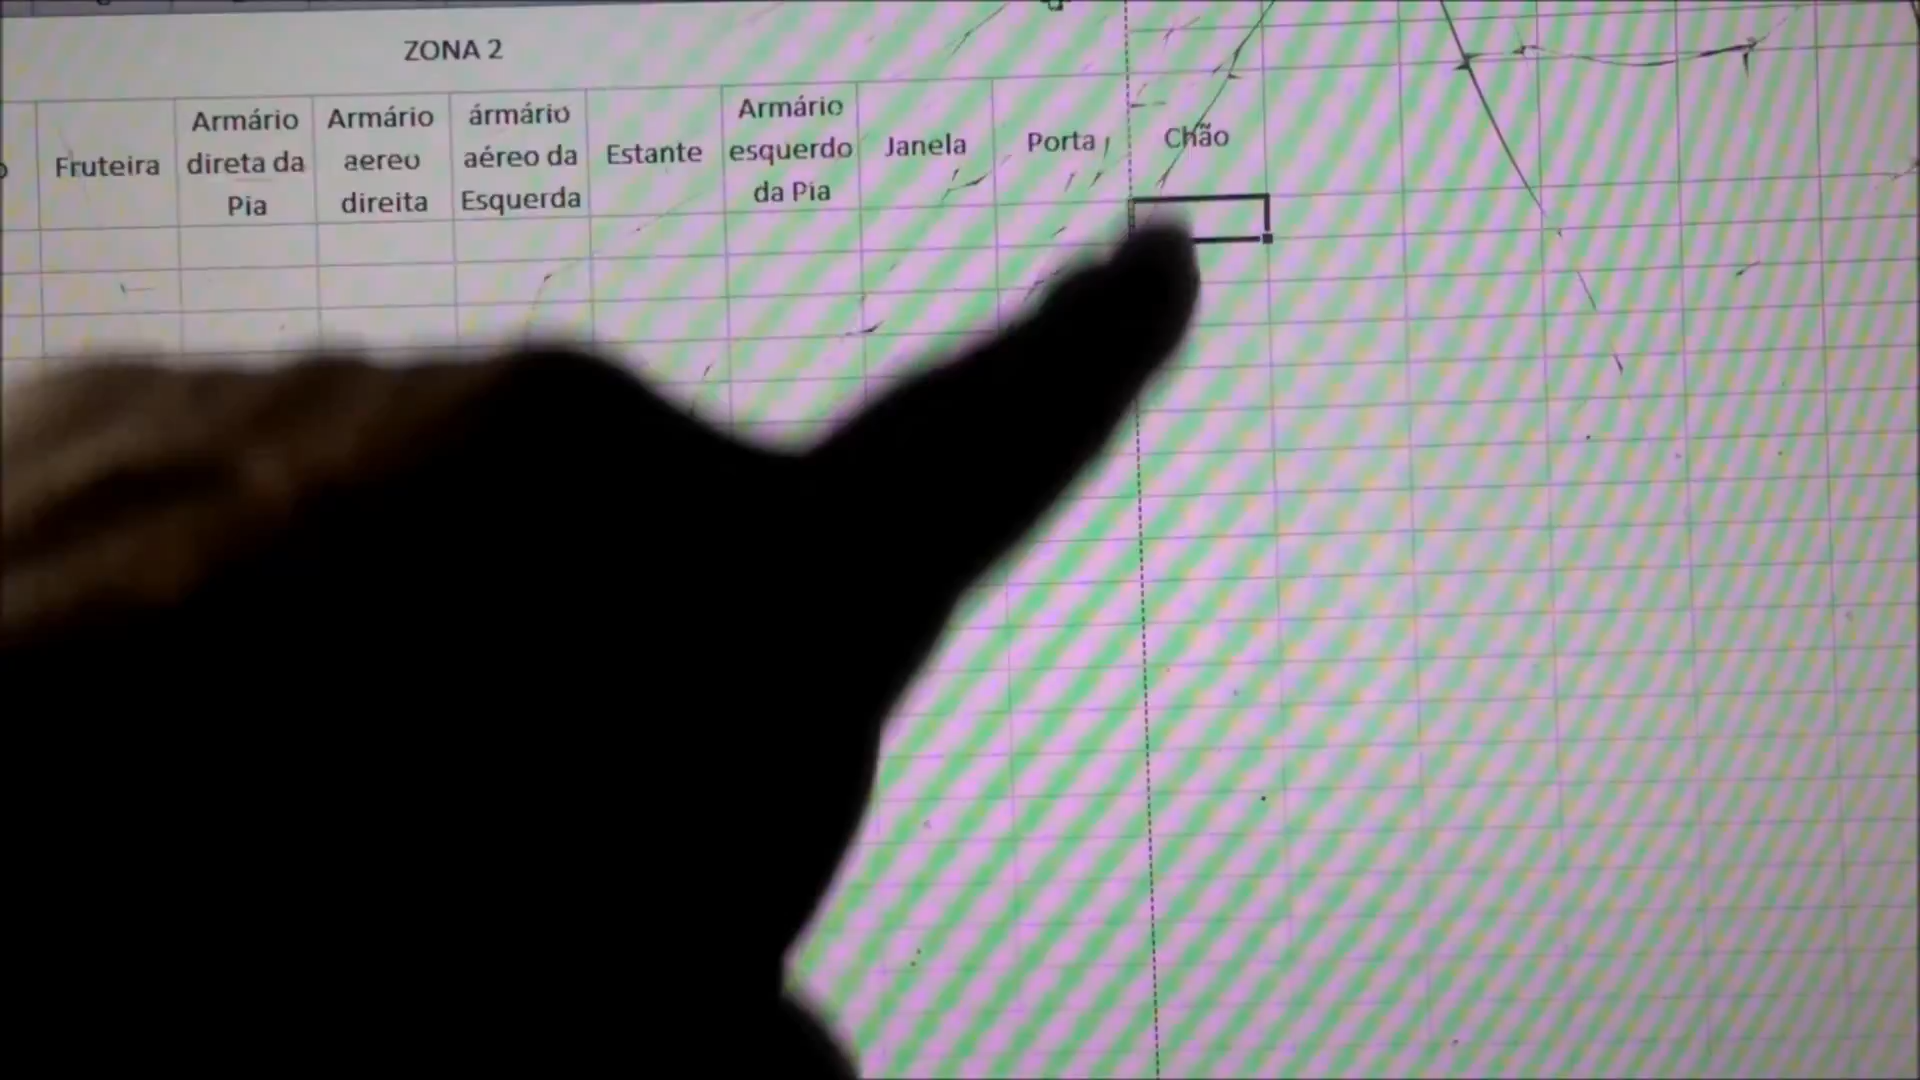 ZONA 2
Fruteira
Armário
direta da
Pia
Armário
aereo
direita
ármário
aéreo da
Esquerda
Estante
Armário
esquerdo
da Pia
Janela
Porta
Chão